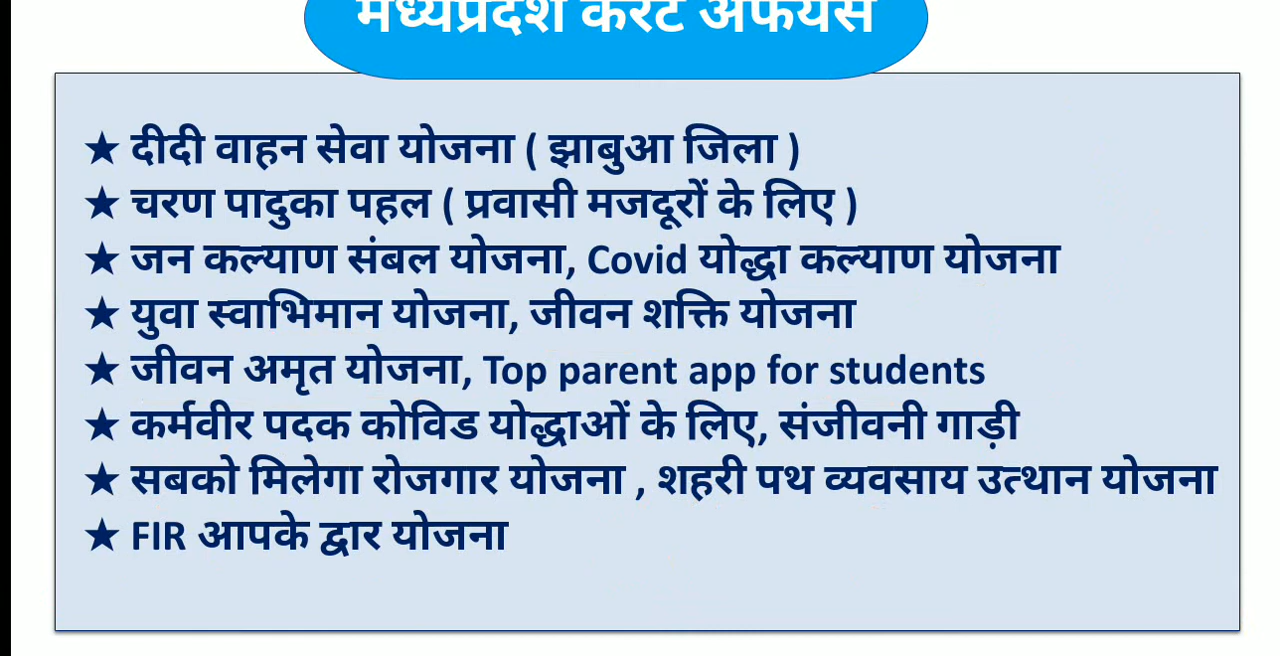 मध्यप्रदेश करंट अफेयर्स
★ दीदी वाहन सेवा योजना ( झाबुआ जिला )
★ चरण पादुका पहल ( प्रवासी मजदूरों के लिए )
★ जन कल्याण संबल योजना, Covid योद्धा कल्याण योजना
★ युवा स्वाभिमान योजना, जीवन शक्ति योजना
★ जीवन अमृत योजना, Top parent app for students
★ कर्मवीर पदक कोविड योद्धाओं के लिए, संजीवनी गाड़ी
★ सबको मिलेगा रोजगार योजना , शहरी पथ व्यवसाय उत्थान योजना
★ FIR आपके द्वार योजना